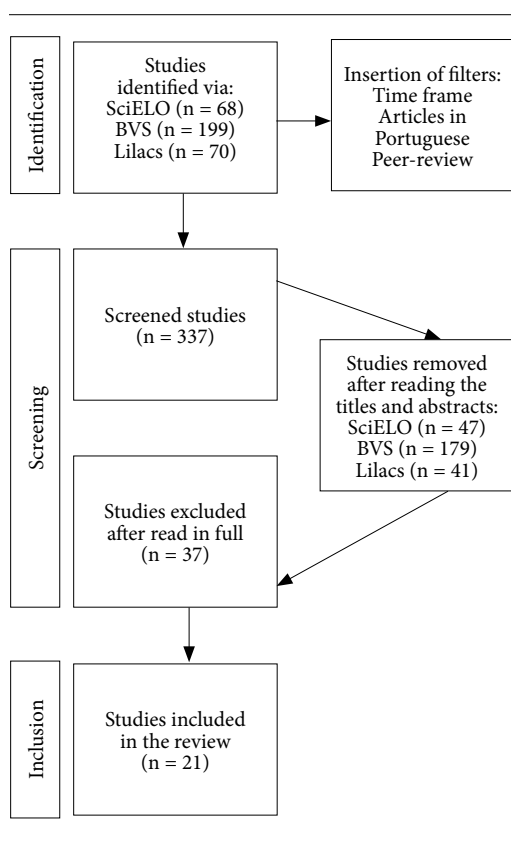 Identification
Studies
identified via:
SciELO (n = 68)
BVS (n = 199)
Lilacs (n = 70)
Insertion of filters:
Time frame
Articles in
Portuguese
Peer-review
Screening
Screened studies
(n = 337)
Studies removed
after reading the
titles and abstracts:
SciELO (n = 47)
BVS (n = 179)
Lilacs (n = 41)
Studies excluded
after read in full
(n = 37)
Inclusion
Studies included
in the review
(n = 21)